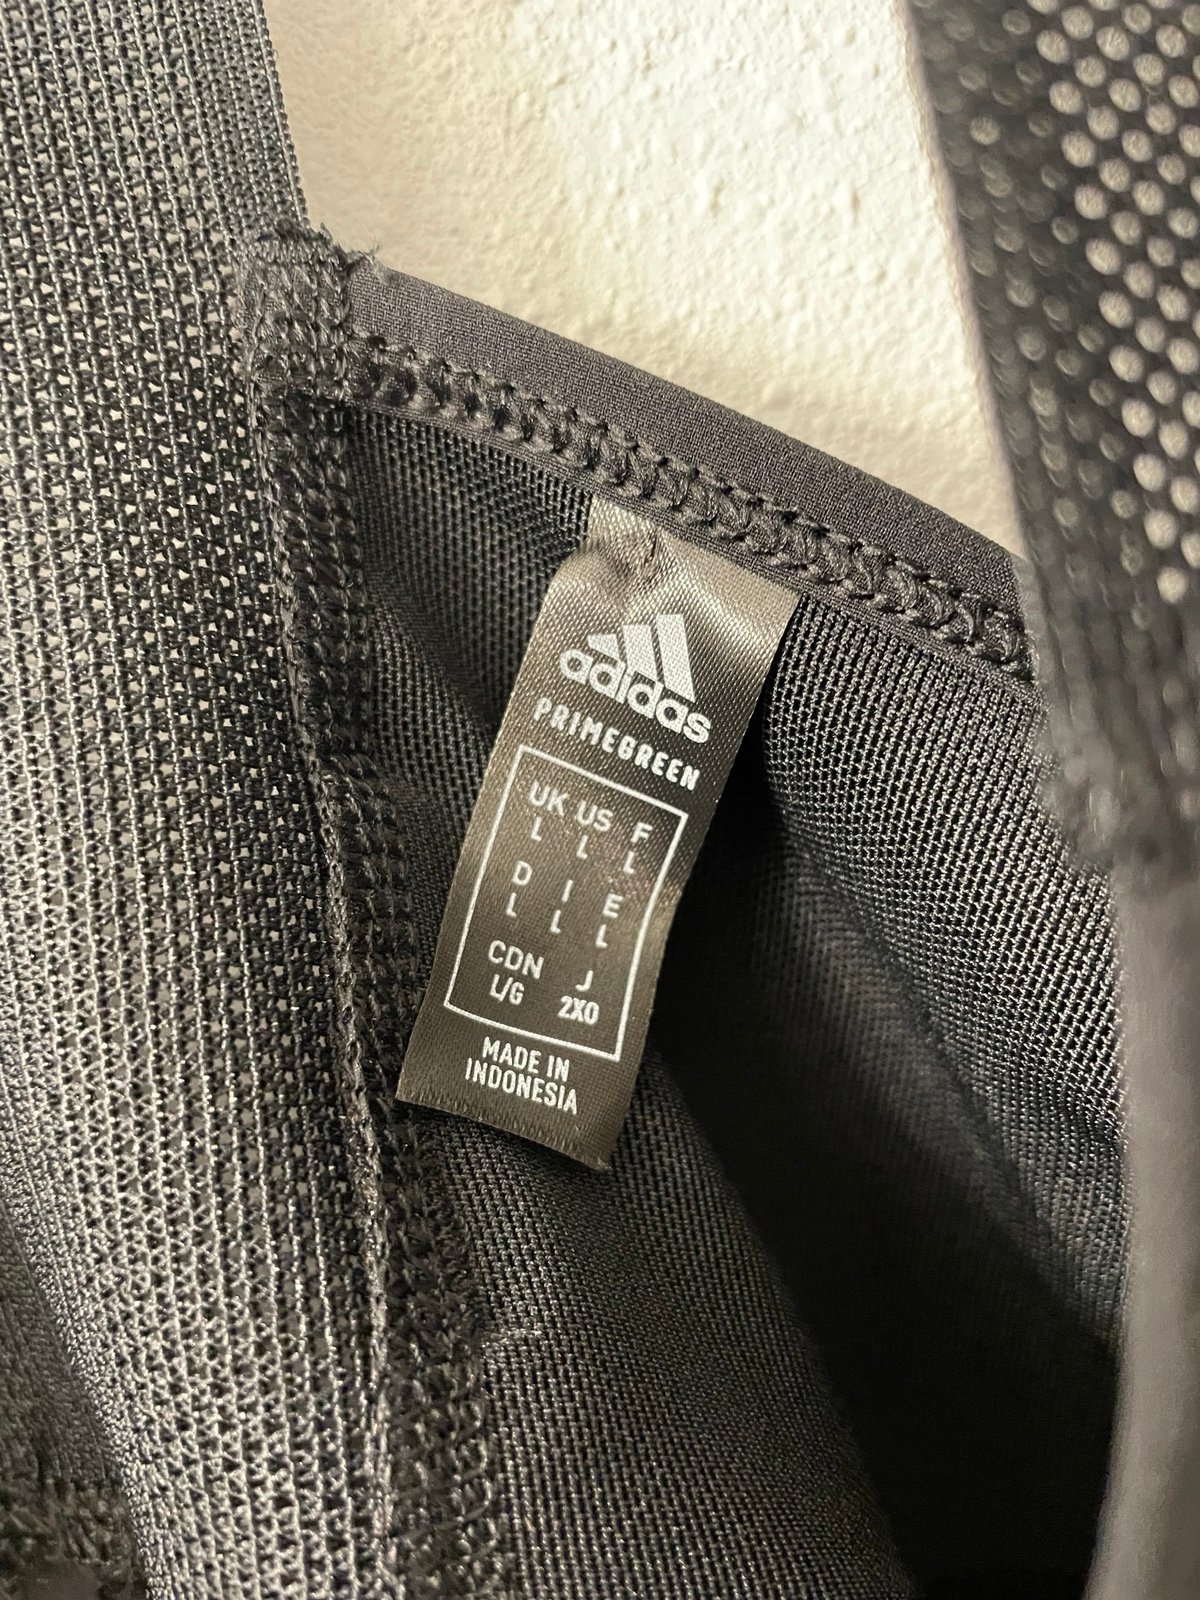 adidas
PRIMEGREEN
UK US F
L L L
D I E
L L L
CDN J
L/G 2XO
MADE IN
INDONESIA